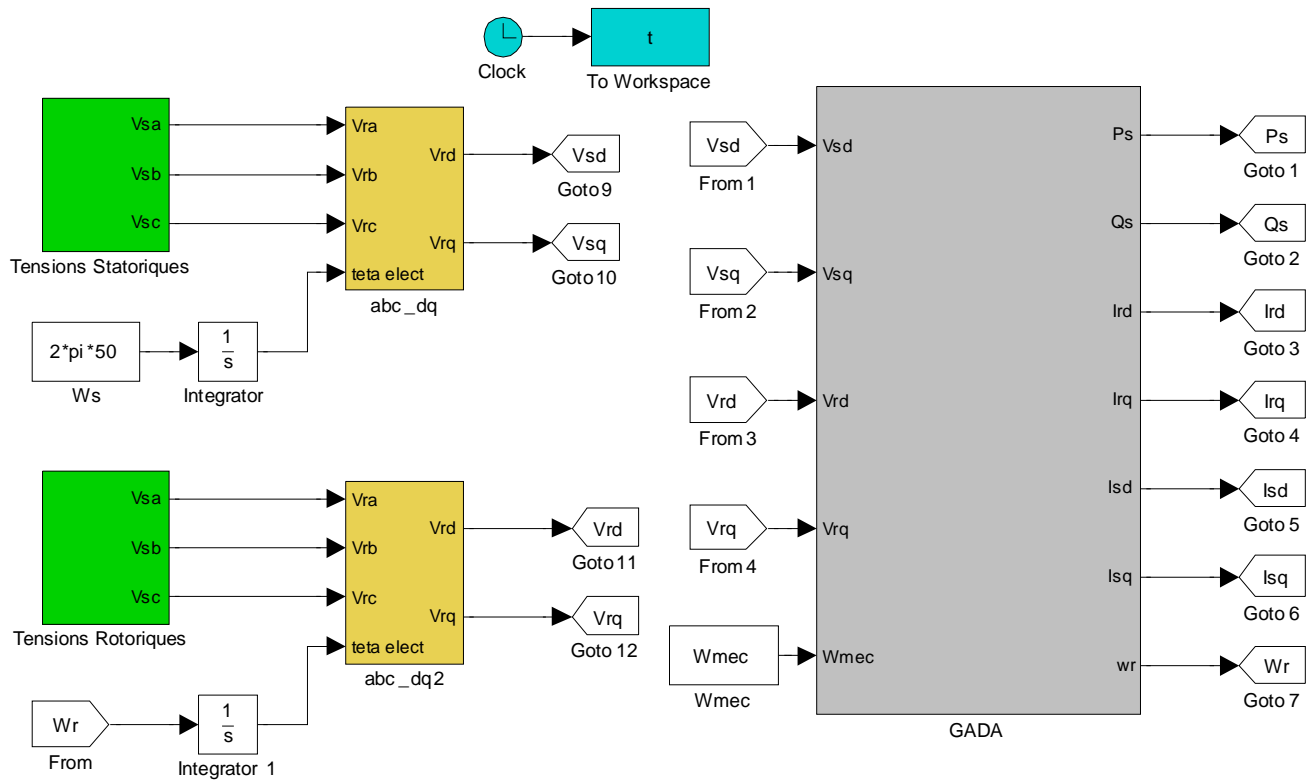 t
Clock
To Workspace
Vsa
Vsb
Vsc
Tensions Statoriques
Vra
Vrb
Vrc
teta elect
Vrd
Vrq
abc_dq
Vsd
Goto 9
Vsq
Goto 10
2*pi*50
Ws
1
s
Integrator
Vsa
Vsb
Vsc
Tensions Rotoriques
Vra
Vrb
Vrc
teta elect
Vrd
Vrq
abc_dq2
Vrd
Goto 11
Vrq
Goto 12
Wr
From
1
s
Integrator 1
Vsd
From 1
Vsq
From 2
Vrd
From 3
Vrq
From 4
Wmec
Wmec
Vsd
Vsq
Vrd
Vrq
Wmec
Ps
Qs
Ird
Irq
Isd
Isq
wr
GADA
Ps
Goto 1
Qs
Goto 2
Ird
Goto 3
Irq
Goto 4
Isd
Goto 5
Isq
Goto 6
Wr
Goto 7